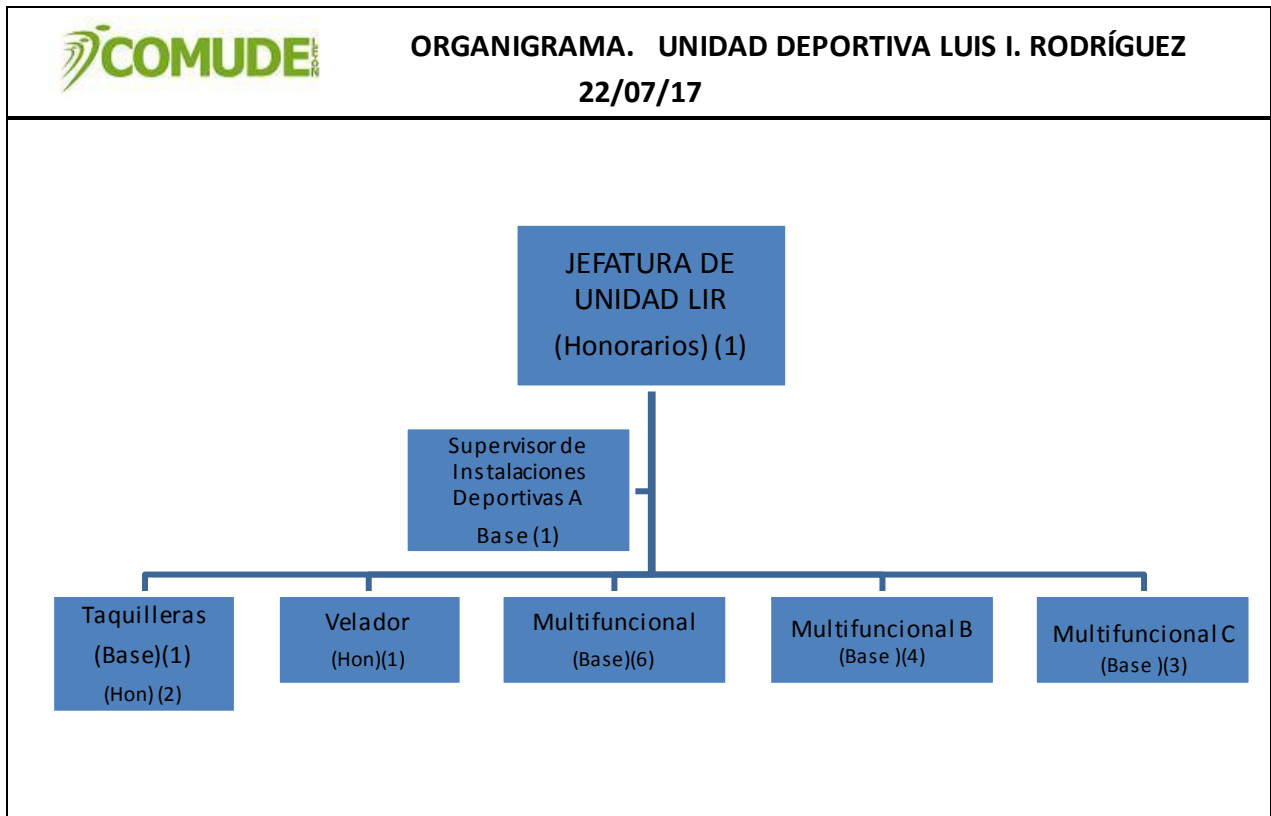 COMUDE
LEON
ORGANIGRAMA. UNIDAD DEPORTIVA LUIS I. RODRÍGUEZ
22/07/17
JEFATURA DE
UNIDAD LIR
(Honorarios) (1)
Supervisor de
Instalaciones
Deportivas A
Base (1)
Taquilleras
(Base)(1)
(Hon) (2)
Velador
(Hon)(1)
Multifuncional
(Base)(6)
Multifuncional B
(Base )(4)
Multifuncional C
(Base )(3)